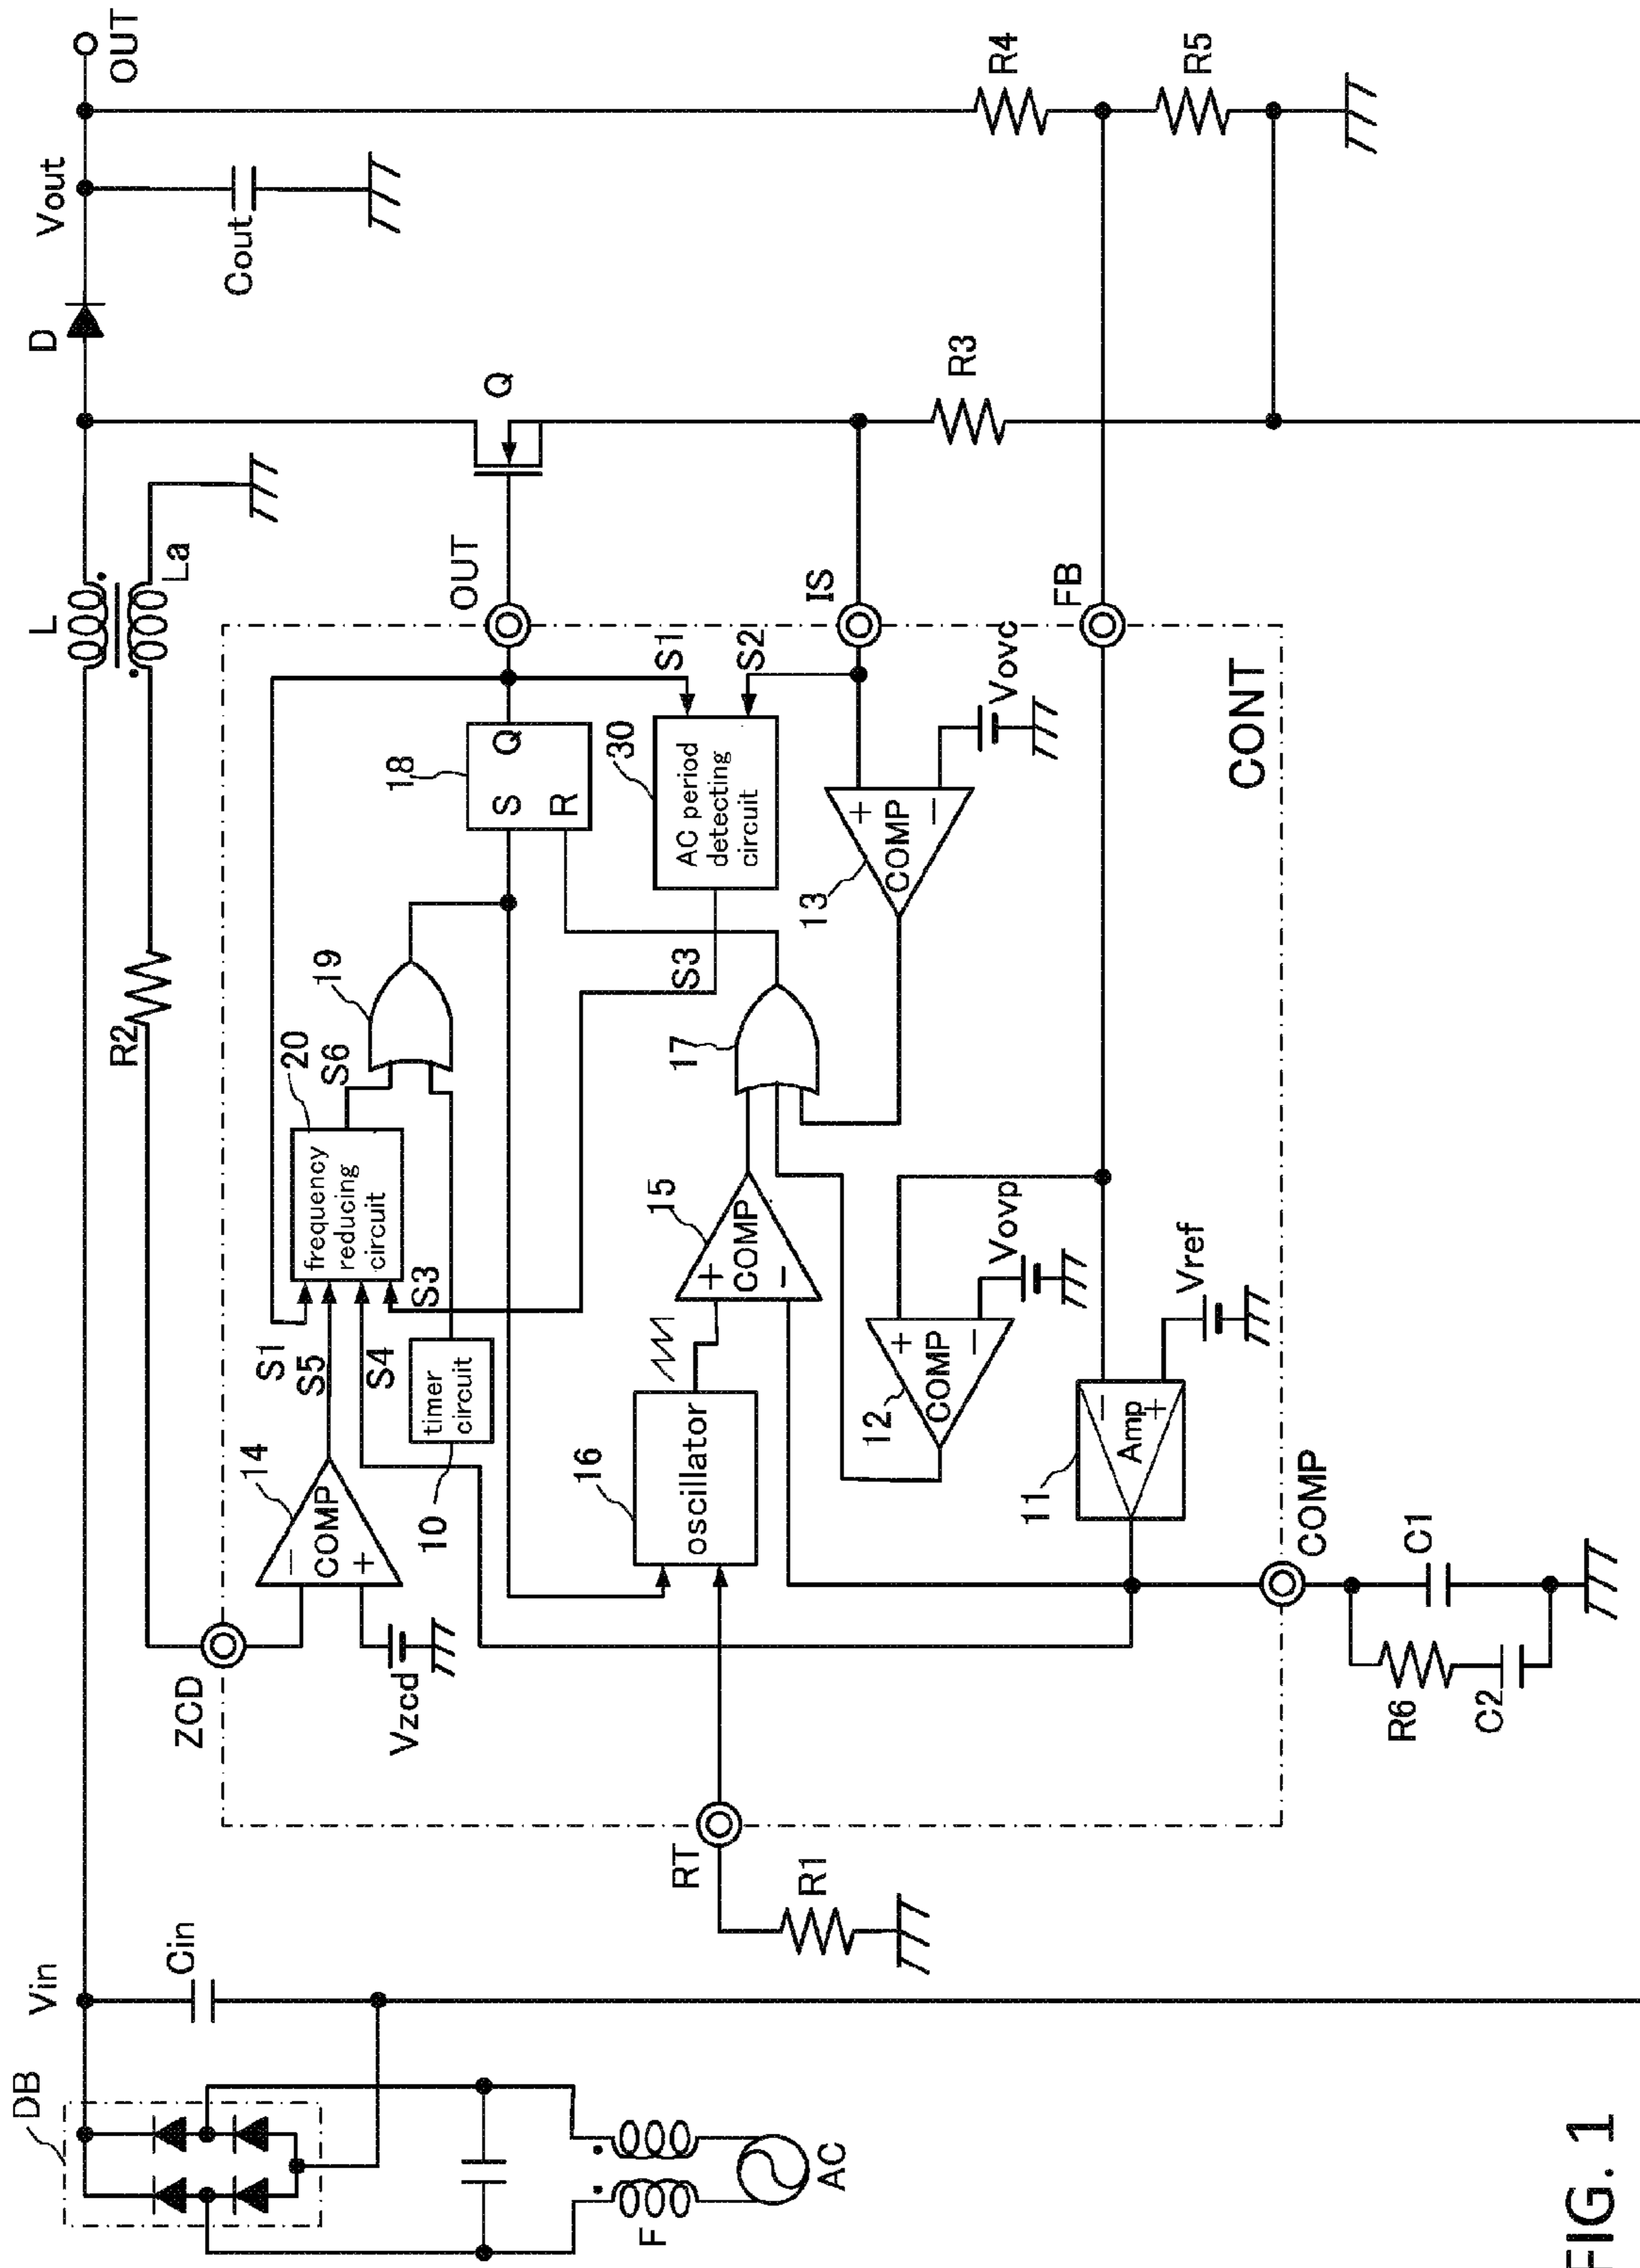 DB
Vin
Cin
F
AC
RT
R1
ZCD
Vzcd
R2
L
La
D
Vout
Cout
OUT
14
COMP
−
+
S1
S5
S4
S3
timer
circuit
10
20
frequency
reducing
circuit
S6
19
18
S
R
Q
OUT
Q
S1
S2
30
AC period
detecting
circuit
S3
IS
R3
16
oscillator
15
COMP
+
−
17
13
COMP
+
−
Vovc
12
COMP
+
−
Vovp
11
Amp
−
+
Vref
FB
R4
R5
CONT
COMP
R6
C2
C1
FIG. 1